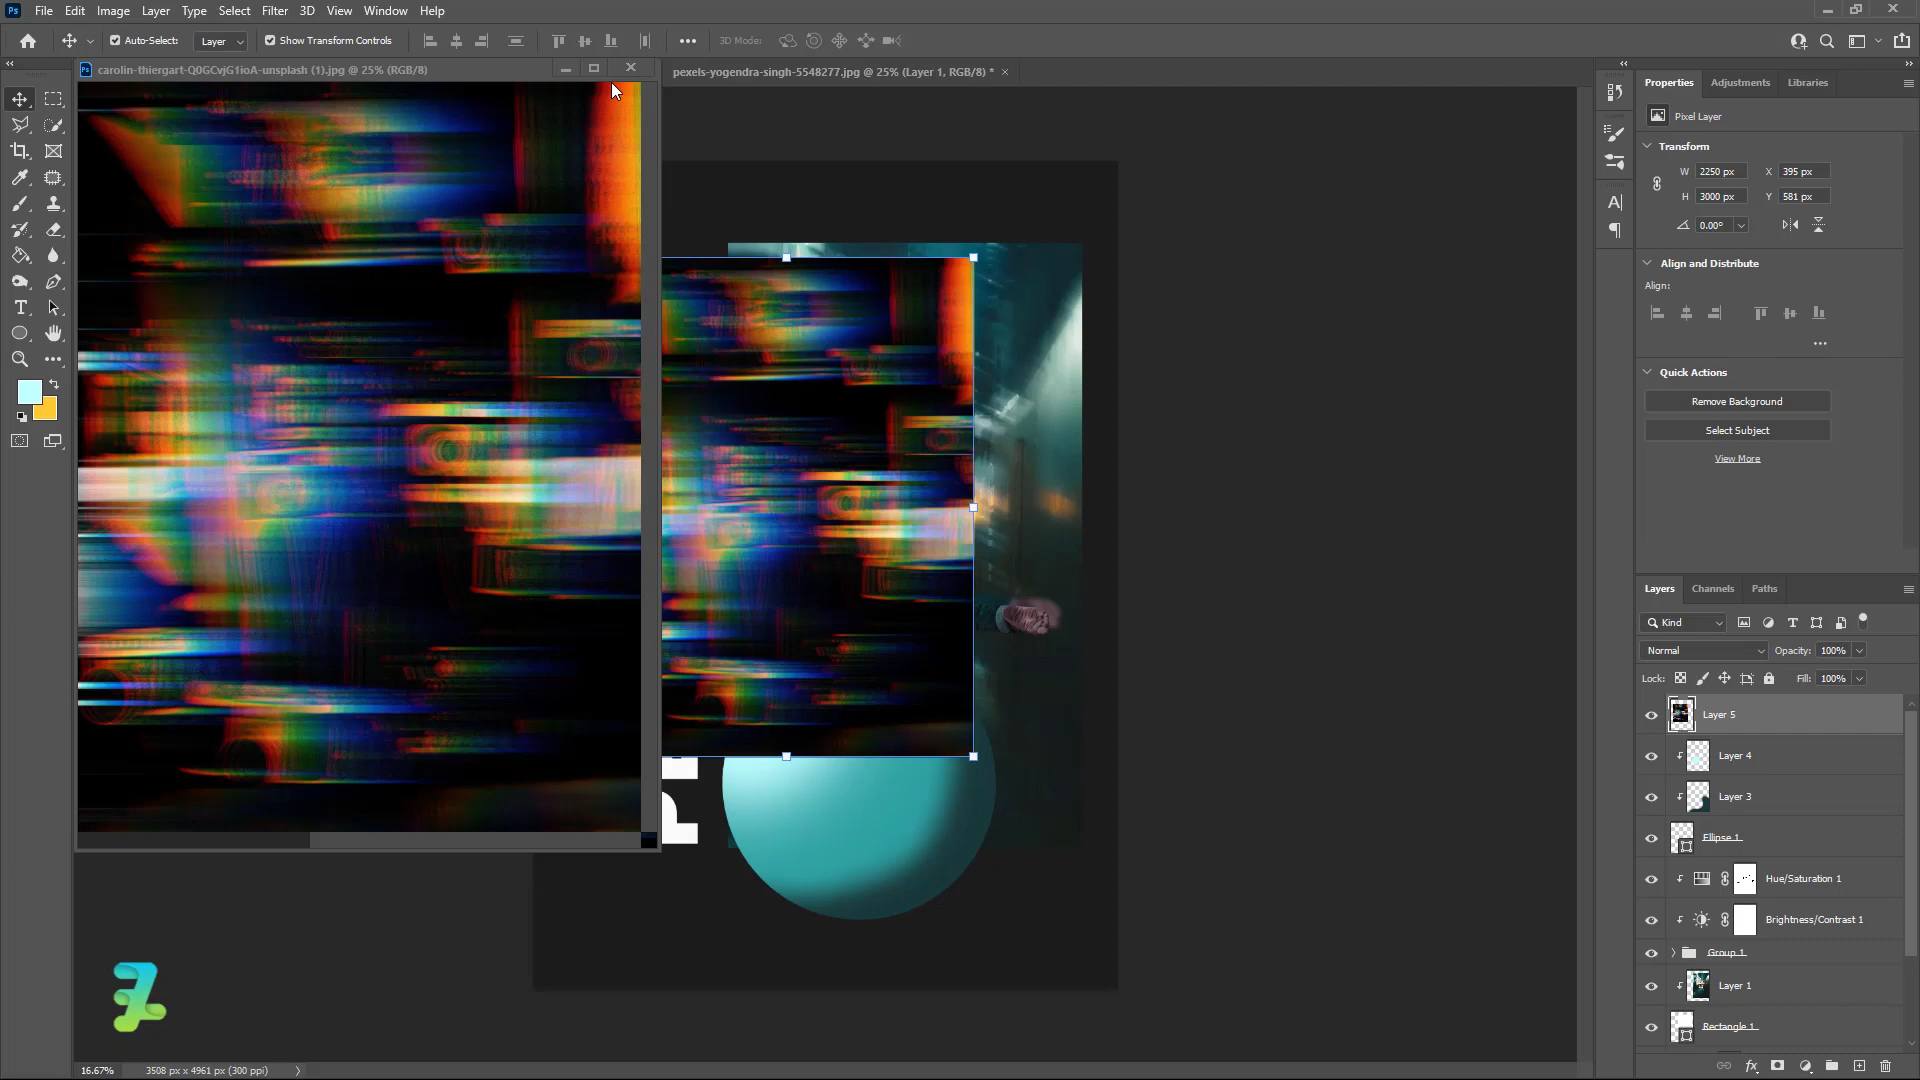 Ps File Edit Image Layer Type Select Filter 3D View Window Help
Auto-Select: Layer Show Transform Controls 3D Mode:
Ps carolin-thiergart-Q0GCvjG1ioA-unsplash (1).jpg @ 25% (RGB/8)
pexels-yogendra-singh-5548277.jpg @ 25% (Layer 1, RGB/8) *
Properties Adjustments Libraries
Pixel Layer
Transform
W 2250 px X 395 px
H 3000 px Y 581 px
0.00°
Align and Distribute
Align:
Quick Actions
Remove Background
Select Subject
View More
Layers Channels Paths
Kind
Normal Opacity: 100%
Lock: Fill: 100%
Layer 5
Layer 4
Layer 3
Ellipse 1
Hue/Saturation 1
Brightness/Contrast 1
Group 1
Layer 1
Rectangle 1
16.67% 3508 px x 4961 px (300 ppi)